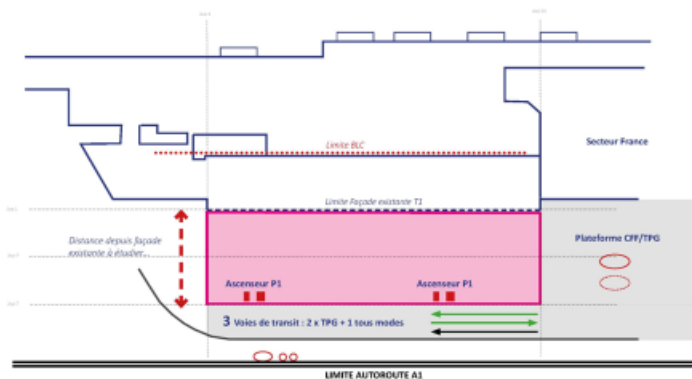 Limite BLC
Secteur France
Limite Façade existante T1
Distance depuis façade
existante à étudier...
Plateforme CFF/TPG
Ascenseur P1
Ascenseur P1
3 Voies de transit : 2 x TPG + 1 tous modes
LIMITE AUTOROUTE A1